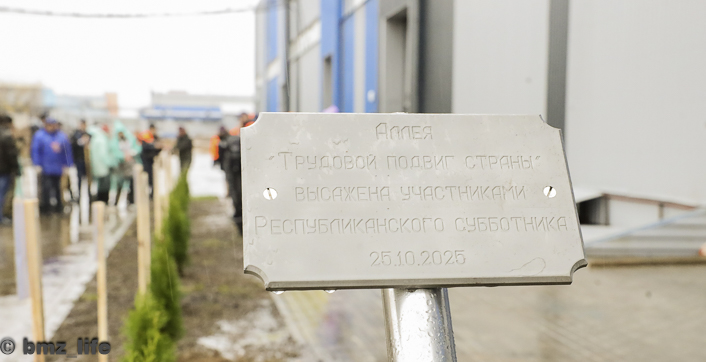 Аллея
"Трудовой подвиг страны"
высажена участниками
Республиканского субботника
25.10.2025
© bmz_life